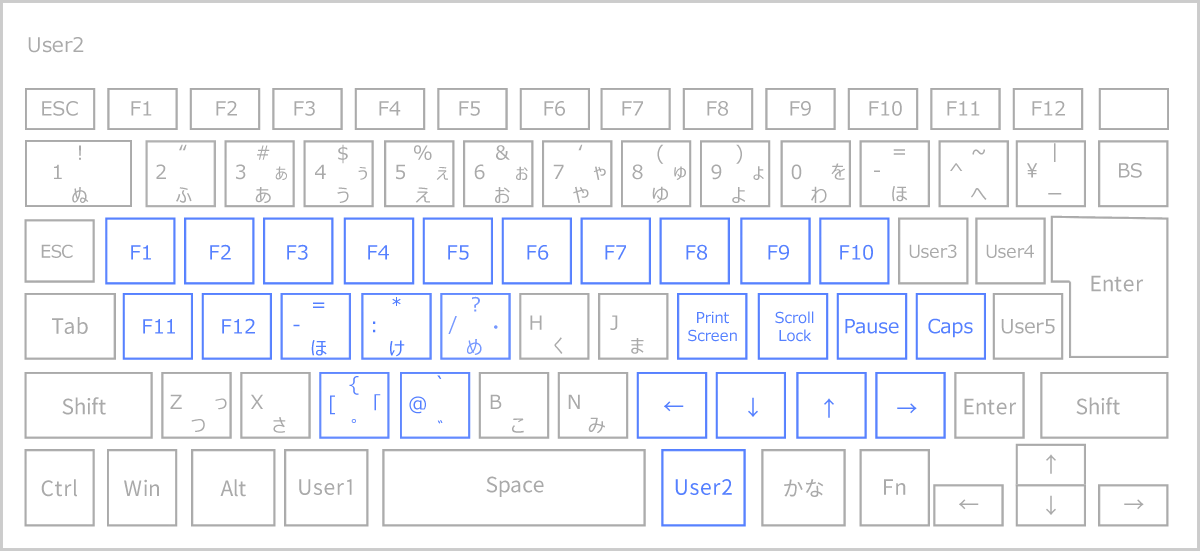 User2
ESC F1 F2 F3 F4 F5 F6 F7 F8 F9 F10 F11 F12
! “ # $ % & ‘ ( ) = ~ |
1 2 3 ぁ 4 ぅ 5 ぇ 6 ぉ 7 ゃ 8 ゅ 9 ょ 0 を - ^ ¥ BS
ぬ ふ あ う え お や ゆ よ わ ほ へ ー
ESC F1 F2 F3 F4 F5 F6 F7 F8 F9 F10 User3 User4 Enter
= * ?
Tab F11 F12 - : / ・ H J Print Screen Scroll Lock Pause Caps User5
ほ け め く ま
{ `
Shift Z っ X [ 「 @ B N ← ↓ ↑ → Enter Shift
つ さ ゜ ゛ こ み
Ctrl Win Alt User1 Space User2 かな Fn ↑
← ↓ →